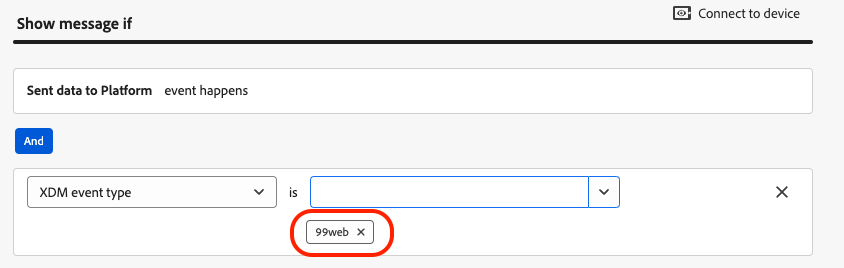 Show message if
Connect to device
Sent data to Platform event happens
And
XDM event type is
99web